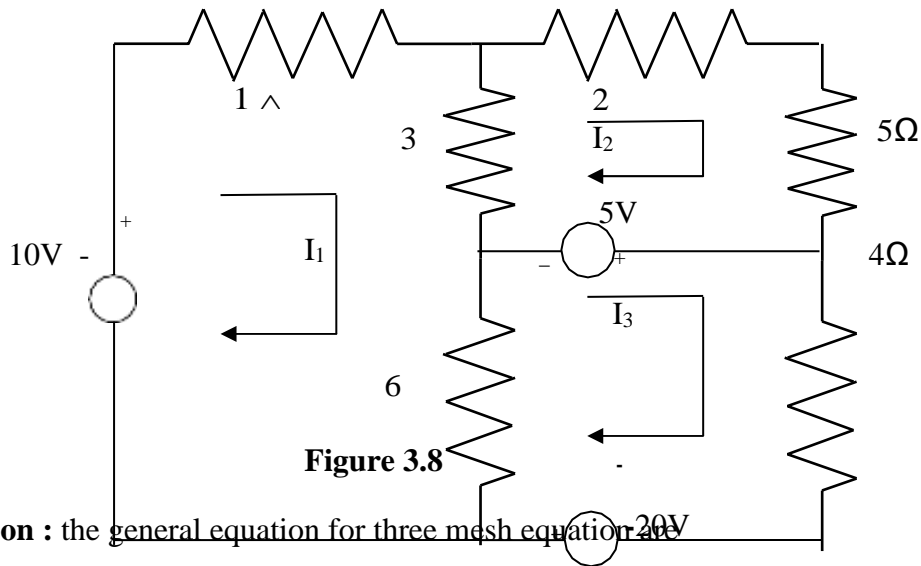 1 ^
2
3
I₂
5Ω
+
5V
10V -
I₁
4Ω
− +
I₃
6
Figure 3.8
-
on : the general equation for three mesh equation are
+
-20V